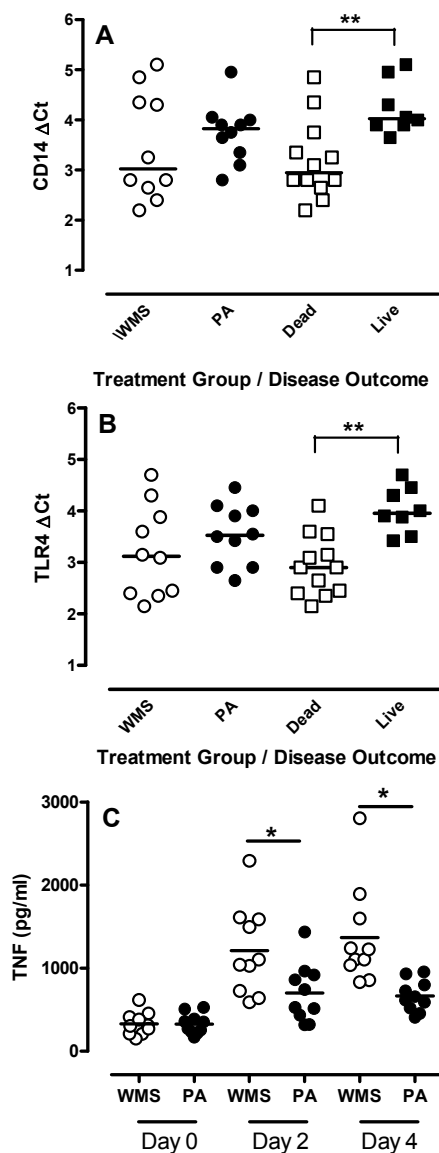 A
**
6
5
4
3
2
1
CD14 ΔCt
\WMS
PA
Dead
Live
Treatment Group / Disease Outcome
B
**
6
5
4
3
2
1
TLR4 ΔCt
WMS
PA
Dead
Live
Treatment Group / Disease Outcome
C
*
*
3000
2000
1000
0
TNF (pg/ml)
WMS PA WMS PA WMS PA
Day 0 Day 2 Day 4